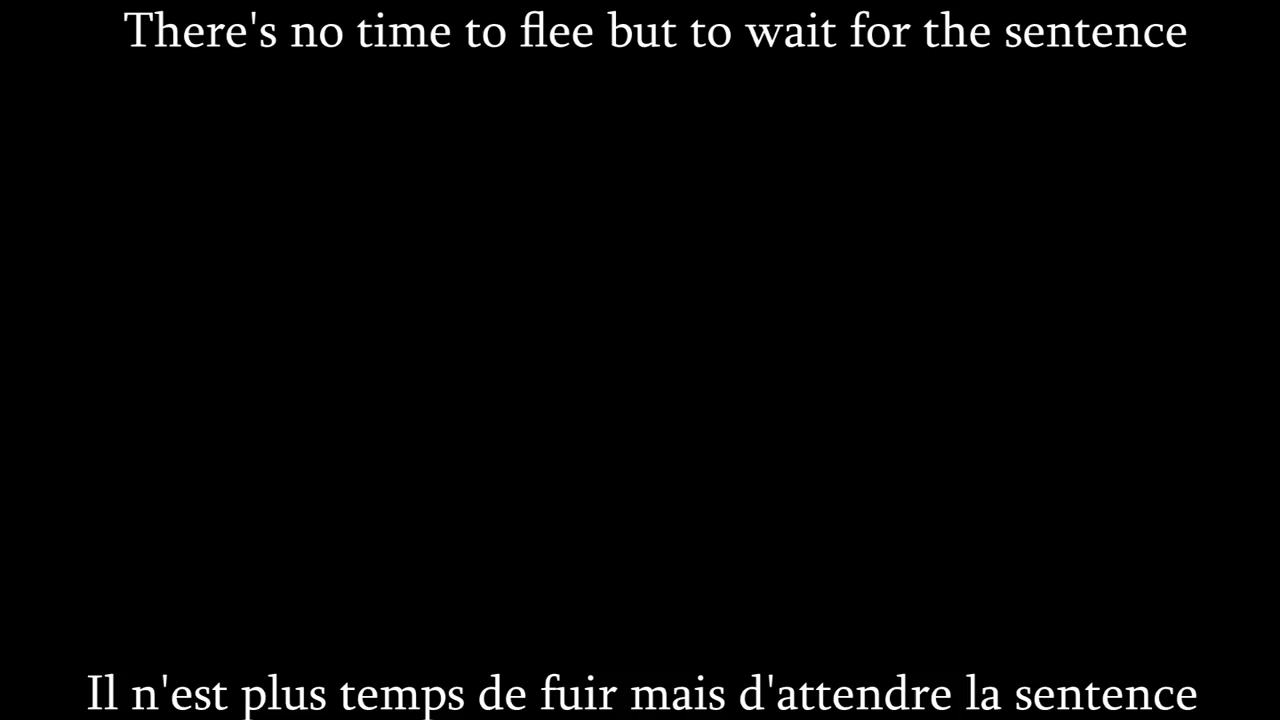 There's no time to flee but to wait for the sentence
Il n'est plus temps de fuir mais d'attendre la sentence